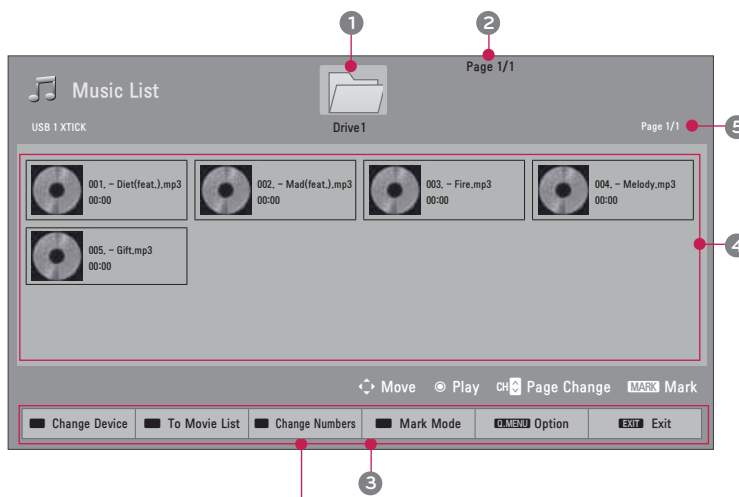 1
2
Page 1/1
Music List
USB 1 XTICK
Drive1
Page 1/1
5
001. - Diet(feat.).mp3
00:00
002. - Mad(feat.).mp3
00:00
003. - Fire.mp3
00:00
004. - Melody.mp3
00:00
4
005. - Gift.mp3
00:00
Move
Play
CH Page Change
MARK Mark
Change Device
To Movie List
Change Numbers
Mark Mode
Q.MENU Option
EXIT Exit
3